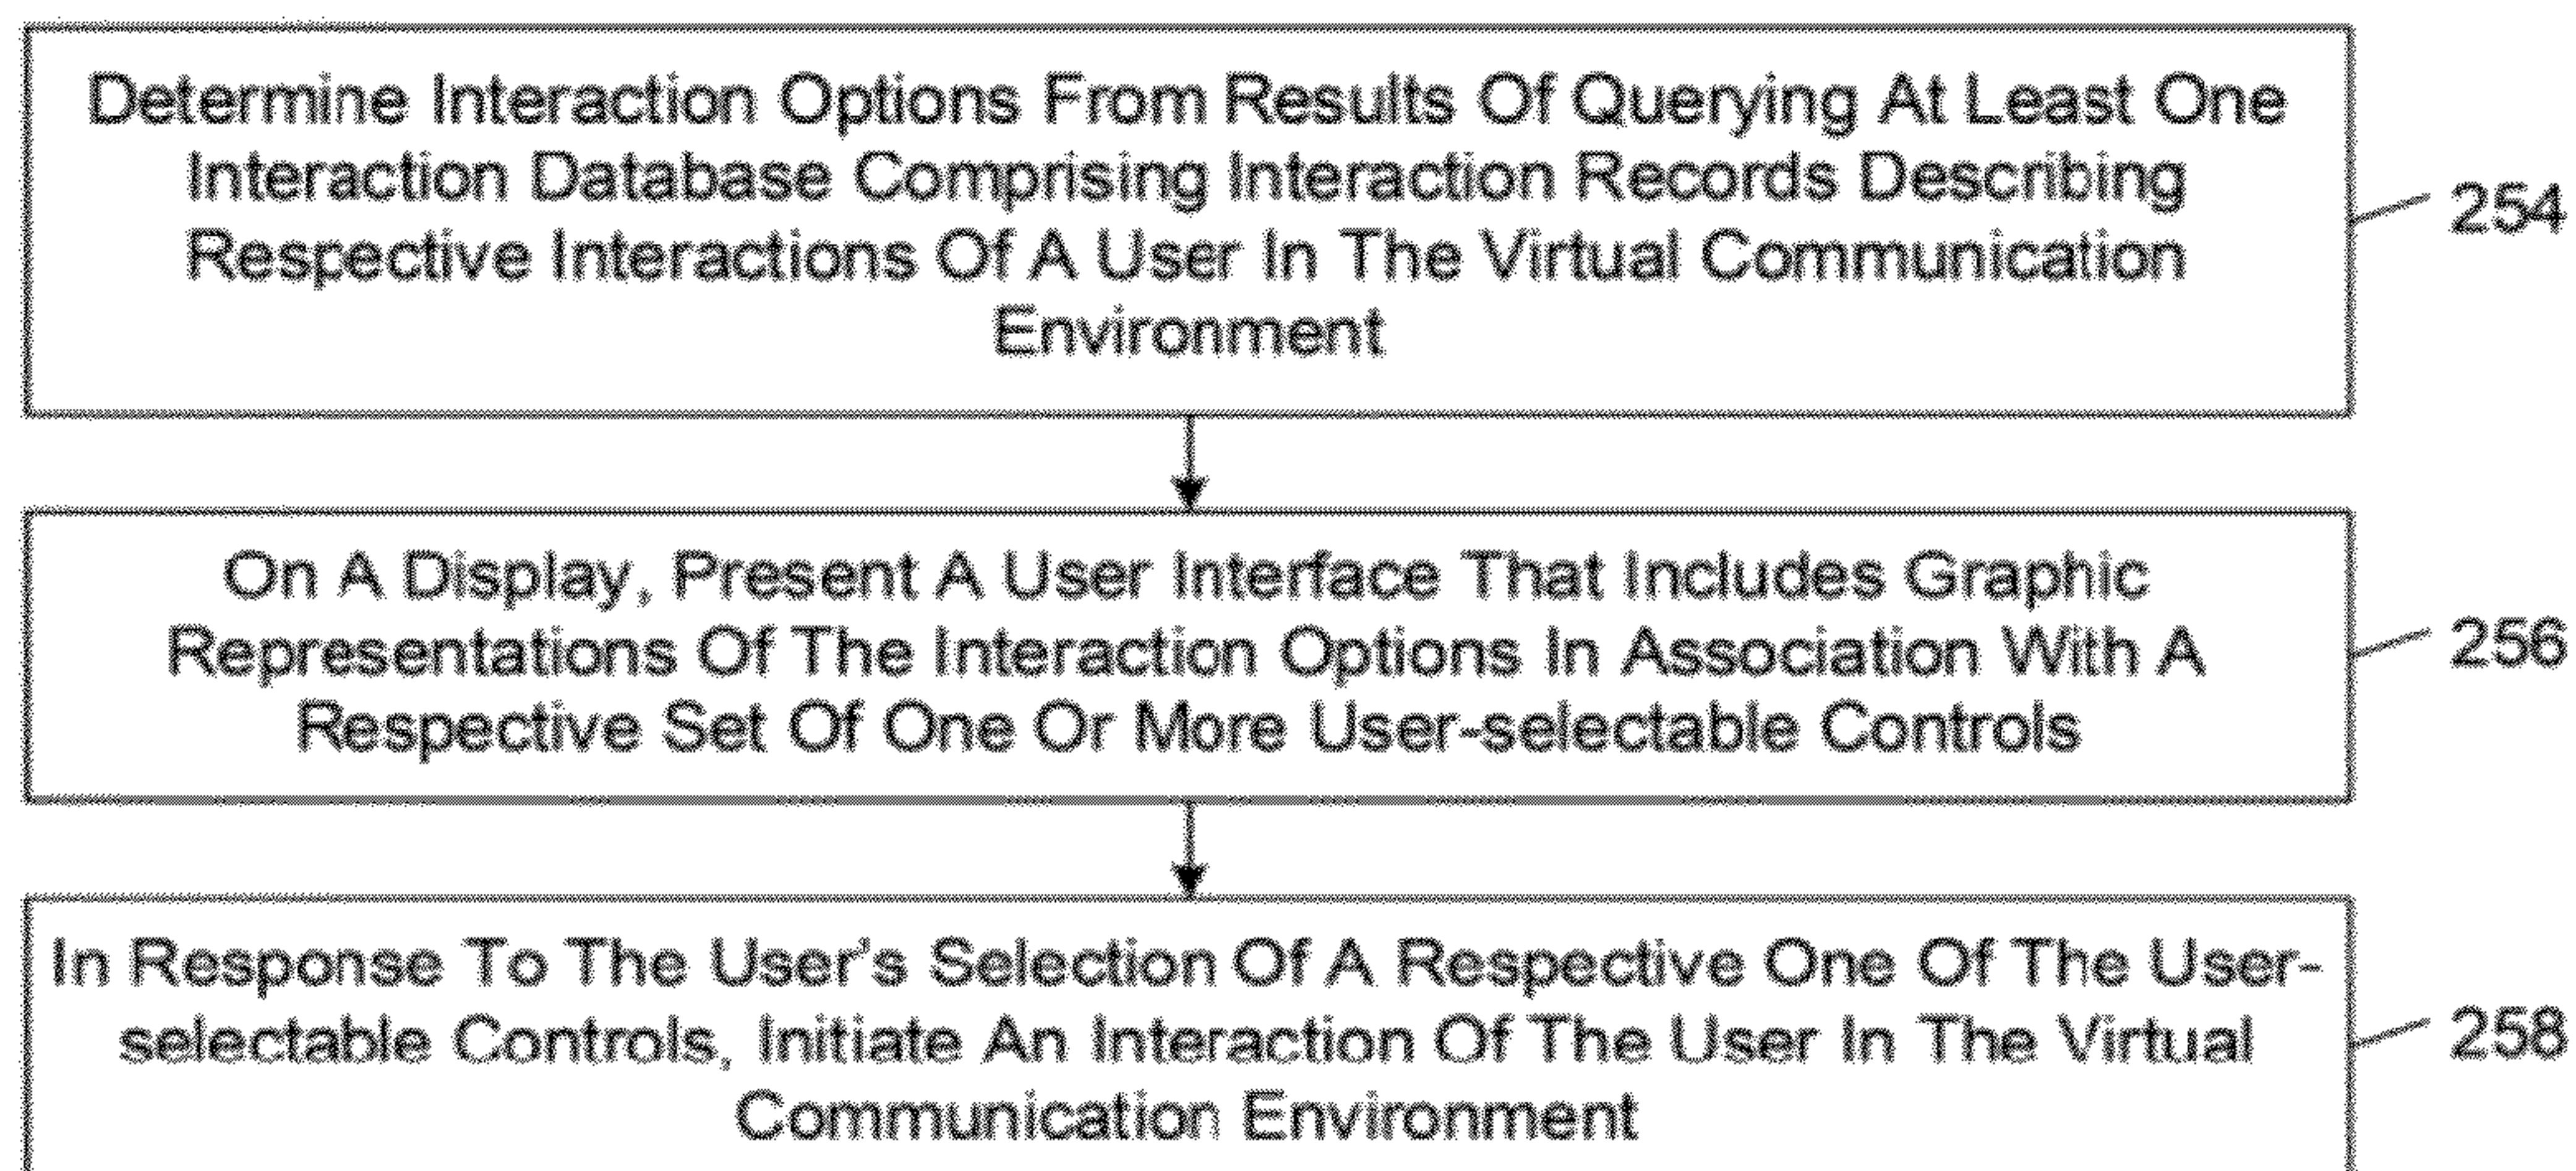 Determine Interaction Options From Results Of Querying At Least One
Interaction Database Comprising Interaction Records Describing
Respective Interactions Of A User In The Virtual Communication
Environment
254
On A Display, Present A User Interface That Includes Graphic
Representations Of The Interaction Options In Association With A
Respective Set Of One Or More User-selectable Controls
256
In Response To The User's Selection Of A Respective One Of The User-
selectable Controls, Initiate An Interaction Of The User In The Virtual
Communication Environment
258